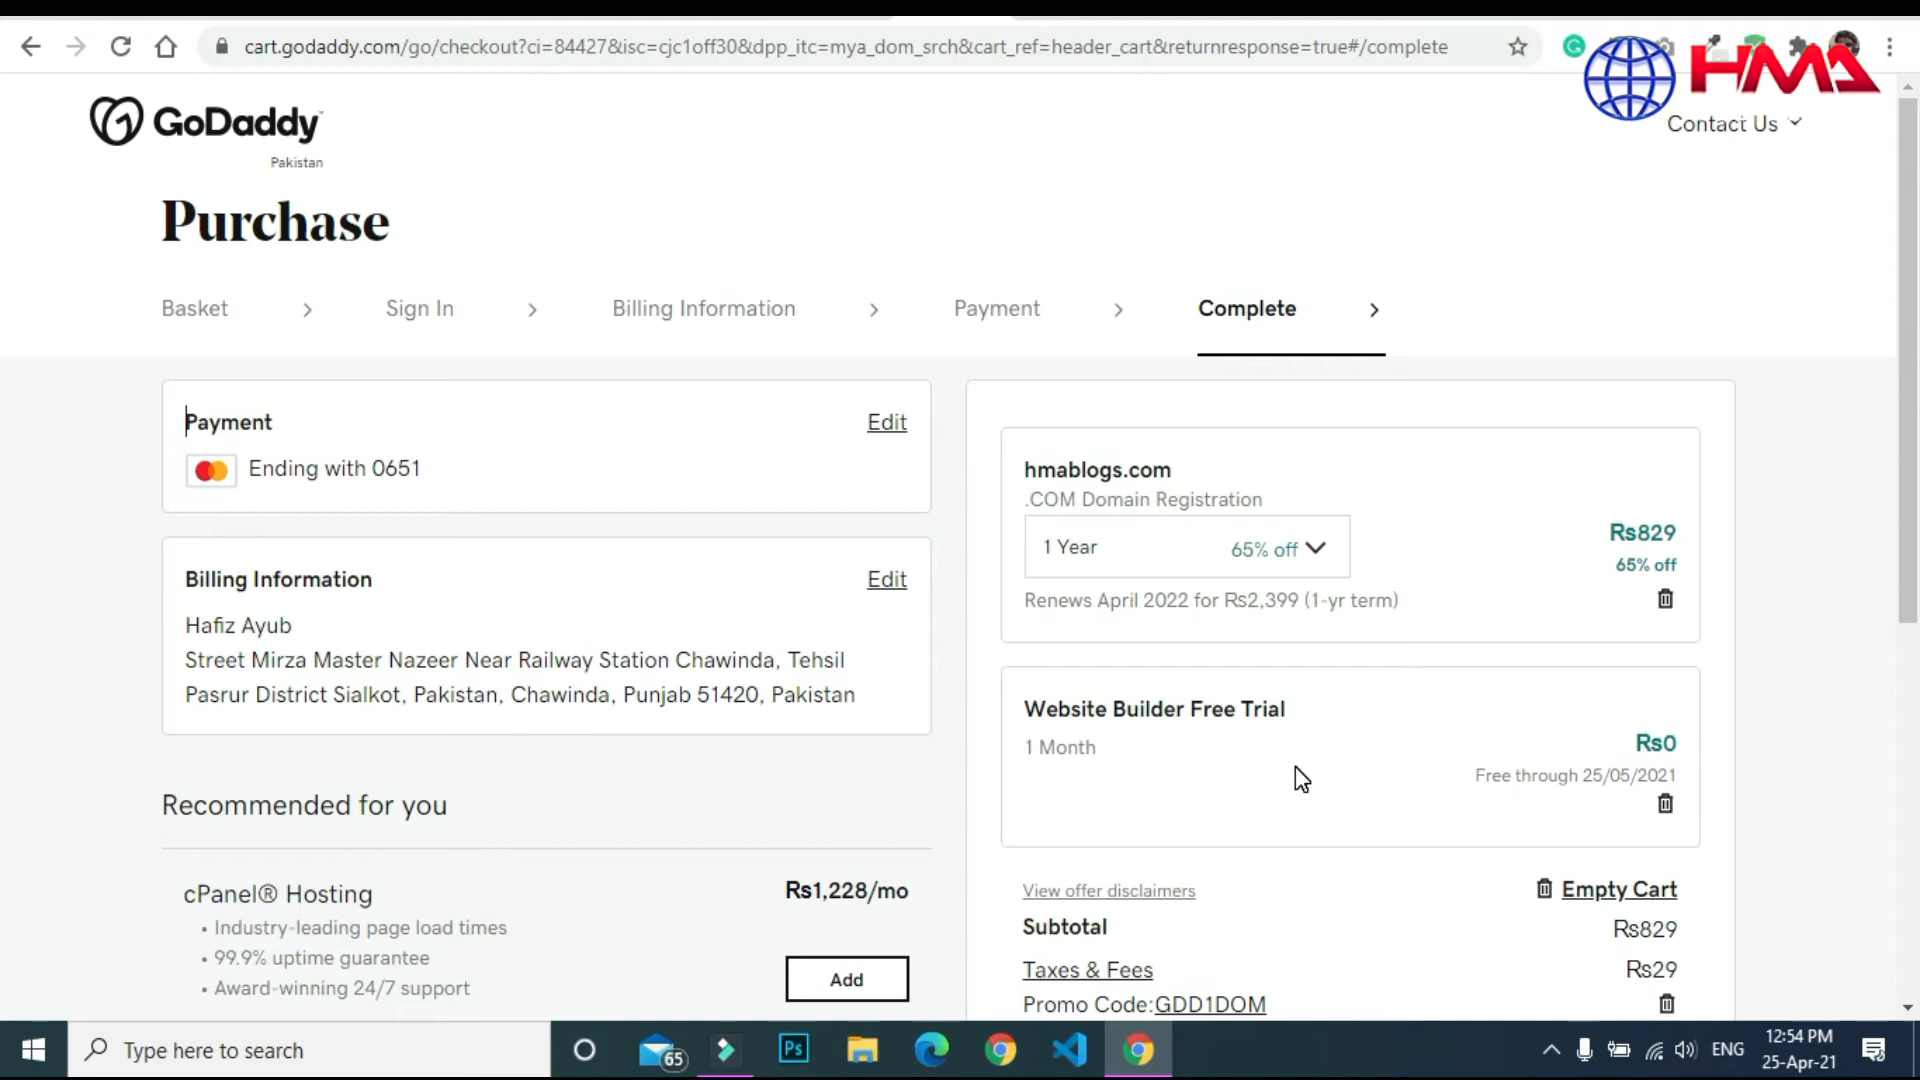 cart.godaddy.com/go/checkout?ci=84427&isc=cjc1off30&dpp_itc=mya_dom_srch&cart_ref=header_cart&returnresponse=true#/complete
HMA
GoDaddy
Pakistan
Contact Us
Purchase
Basket
Sign In
Billing Information
Payment
Complete
Payment
Edit
Ending with 0651
Billing Information
Edit
Hafiz Ayub
Street Mirza Master Nazeer Near Railway Station Chawinda, Tehsil
Pasrur District Sialkot, Pakistan, Chawinda, Punjab 51420, Pakistan
Recommended for you
cPanel® Hosting
Rs1,228/mo
• Industry-leading page load times
• 99.9% uptime guarantee
• Award-winning 24/7 support
Add
hmablogs.com
.COM Domain Registration
1 Year 65% off
Rs829
65% off
Renews April 2022 for Rs2,399 (1-yr term)
Website Builder Free Trial
1 Month
Rs0
Free through 25/05/2021
View offer disclaimers
Empty Cart
Subtotal Rs829
Taxes & Fees Rs29
Promo Code:GDD1DOM
Type here to search
65
Ps
ENG
12:54 PM
25-Apr-21